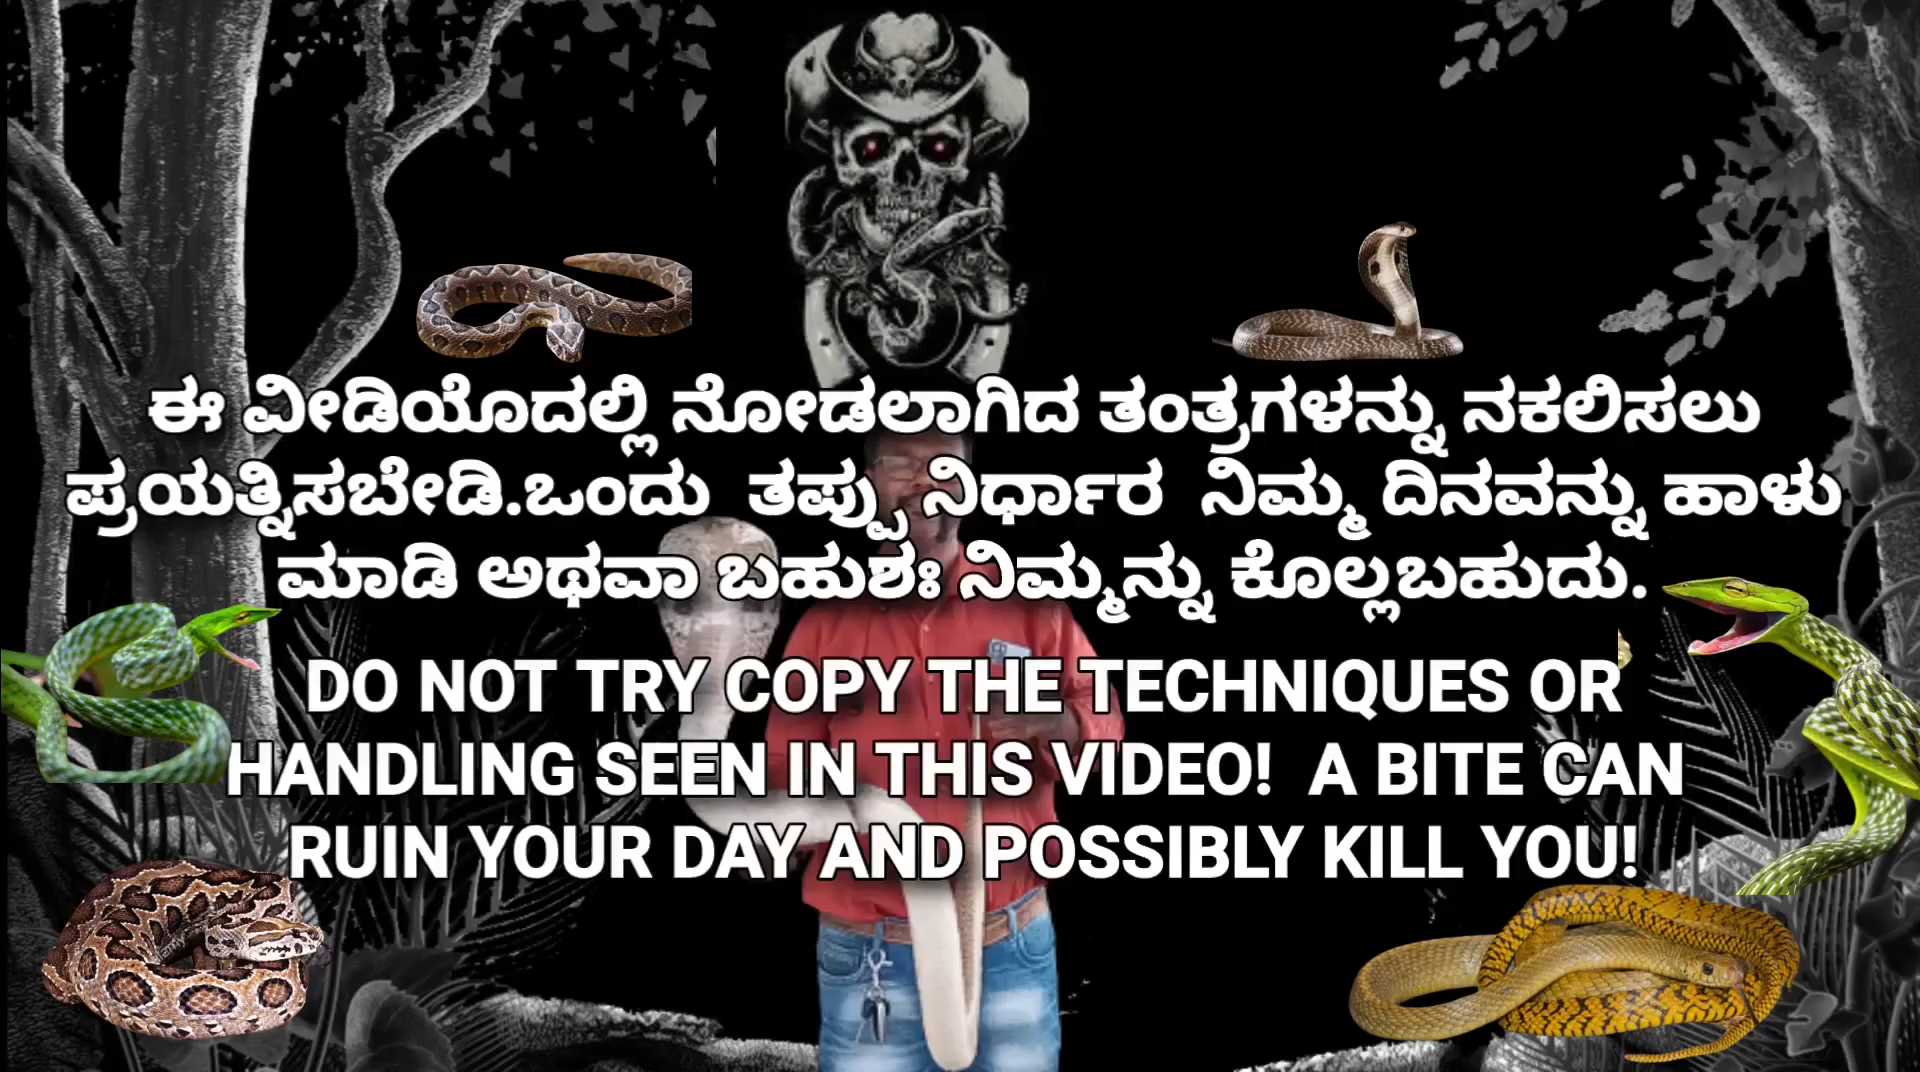 ಈ ವೀಡಿಯೊದಲ್ಲಿ ನೋಡಲಾಗಿದ ತಂತ್ರಗಳನ್ನು ನಕಲಿಸಲು
ಪ್ರಯತ್ನಿಸಬೇಡಿ.ಒಂದು ತಪ್ಪು ನಿರ್ಧಾರ ನಿಮ್ಮ ದಿನವನ್ನು ಹಾಳು
ಮಾಡಿ ಅಥವಾ ಬಹುಶಃ ನಿಮ್ಮನ್ನು ಕೊಲ್ಲಬಹುದು.
DO NOT TRY COPY THE TECHNIQUES OR
HANDLING SEEN IN THIS VIDEO! A BITE CAN
RUIN YOUR DAY AND POSSIBLY KILL YOU!